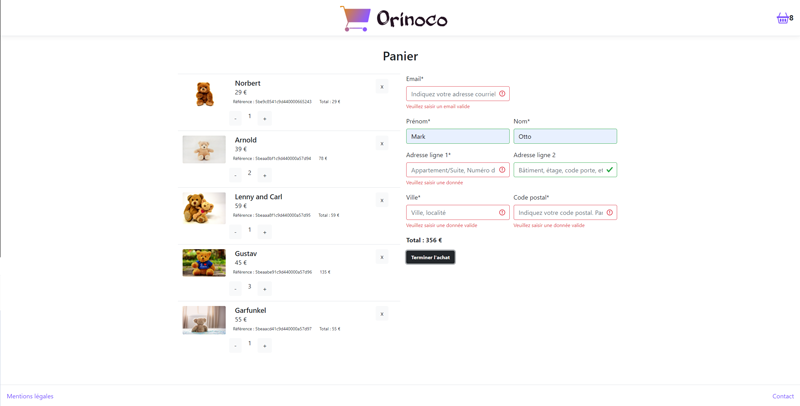 Orinoco
8
Panier
Norbert
29 €
Référence : 5be9c8541c9d440000665243 Total : 29 €
- 1 +
x
Arnold
39 €
Référence : 5beaa8bf1c9d440000a57d94 78 €
- 2 +
x
Lenny and Carl
59 €
Référence : 5beaaa8f1c9d440000a57d95 Total : 59 €
- 1 +
x
Gustav
45 €
Référence : 5beaabe91c9d440000a57d96 135 €
- 3 +
x
Garfunkel
55 €
Référence : 5beaacd41c9d440000a57d97 Total : 55 €
- 1 +
x
Email*
Indiquez votre adresse courriel
Veuillez saisir un email valide
Prénom* Nom*
Mark Otto
Adresse ligne 1* Adresse ligne 2
Appartement/Suite, Numéro d Bâtiment, étage, code porte, et
Veuillez saisir une donnée
Ville* Code postal*
Ville, localité Indiquez votre code postal. Par
Veuillez saisir une donnée valide Veuillez saisir une donnée valide
Total : 356 €
Terminer l'achat
Mentions légales Contact